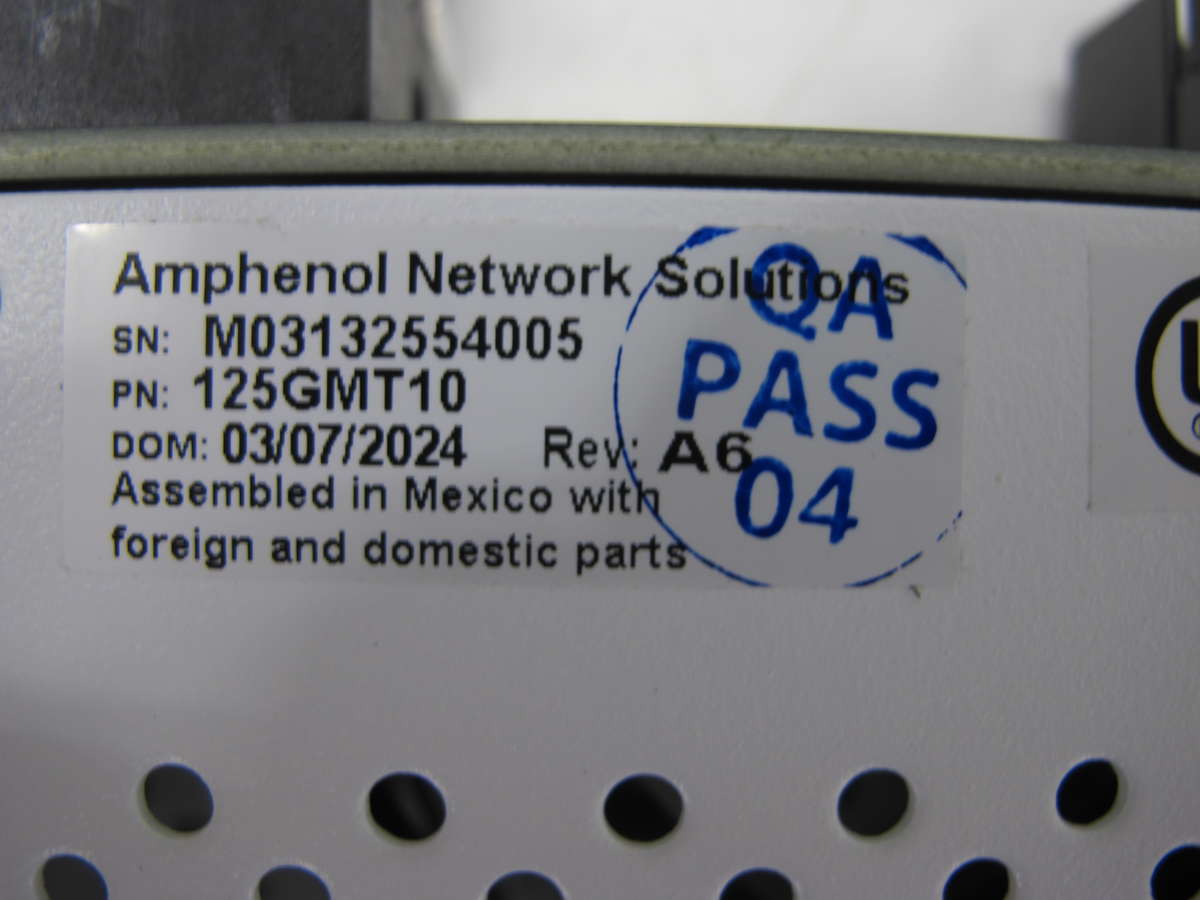 Amphenol Network Solutions
SN: M03132554005
PN: 125GMT10
DOM: 03/07/2024 Rev: A6
Assembled in Mexico with
foreign and domestic parts
QA
PASS
04